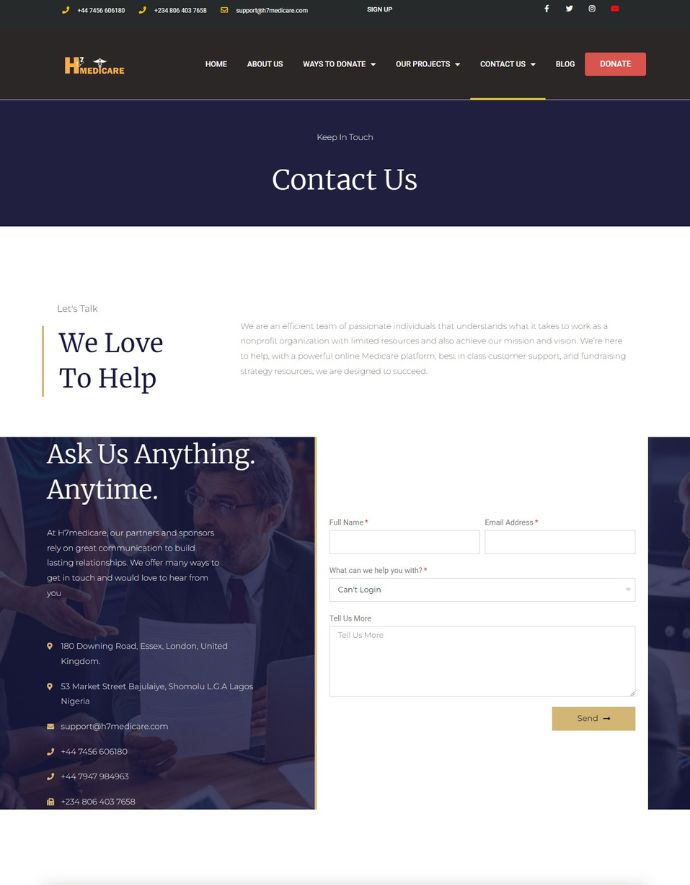 +44 7456 606180 +234 806 403 7658 support@h7medicare.com SIGN UP
H7 MEDICARE
HOME ABOUT US WAYS TO DONATE OUR PROJECTS CONTACT US BLOG DONATE
Keep In Touch
Contact Us
Let's Talk
We Love
To Help
We are an efficient team of passionate individuals that understands what it takes to work as a
nonprofit organization with limited resources and also achieve our mission and vision. We're here
to help, with a powerful online Medicare platform, best in class customer support, and fundraising
strategy resources, we are designed to succeed.
Ask Us Anything.
Anytime.
At H7medicare, our partners and sponsors
rely on great communication to build
lasting relationships. We offer many ways to
get in touch and would love to hear from
you
180 Downing Road, Essex, London, United
Kingdom.
53 Market Street Bajulaiye, Shomolu L.G.A Lagos
Nigeria
support@h7medicare.com
+44 7456 606180
+44 7947 984963
+234 806 403 7658
Full Name * Email Address *
What can we help you with? *
Can't Login
Tell Us More
Tell Us More
Send